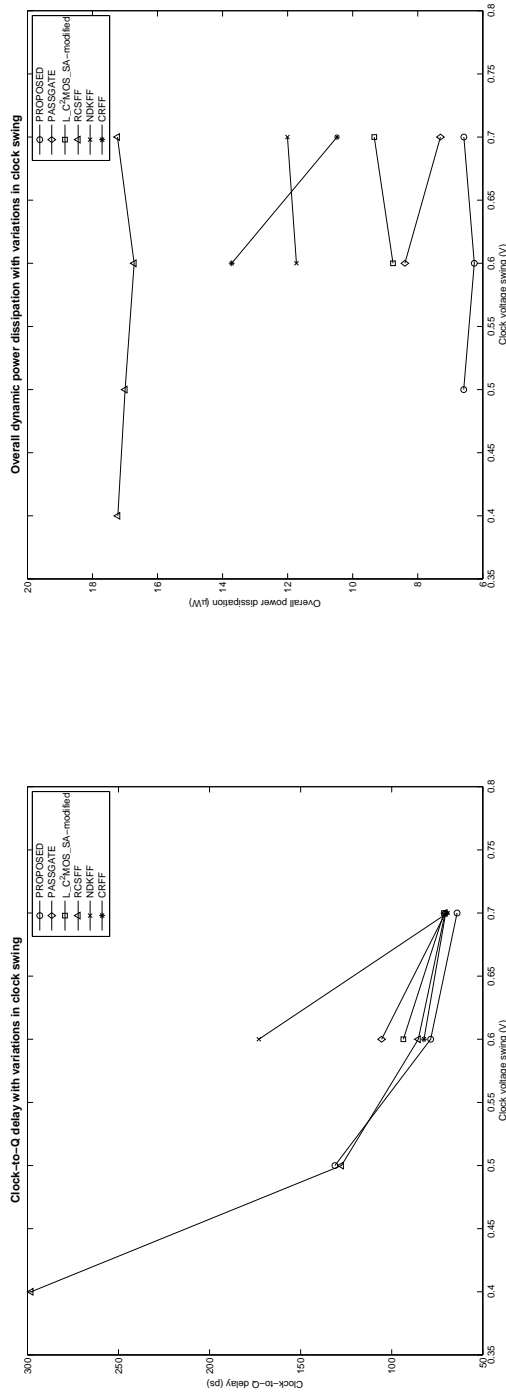 Overall dynamic power dissipation with variations in clock swing
20
18
16
14
12
10
8
6
Overall power dissipation (μW)
0.35
0.4
0.45
0.5
0.55
0.6
0.65
0.7
0.75
0.8
Clock voltage swing (V)
PROPOSED
PASSGATE
L_C²MOS_SA−modified
RCSFF
NDKFF
CRFF
Clock−to−Q delay with variations in clock swing
300
250
200
150
100
50
Clock−to−Q delay (ps)
0.35
0.4
0.45
0.5
0.55
0.6
0.65
0.7
0.75
0.8
Clock voltage swing (V)
PROPOSED
PASSGATE
L_C²MOS_SA−modified
RCSFF
NDKFF
CRFF